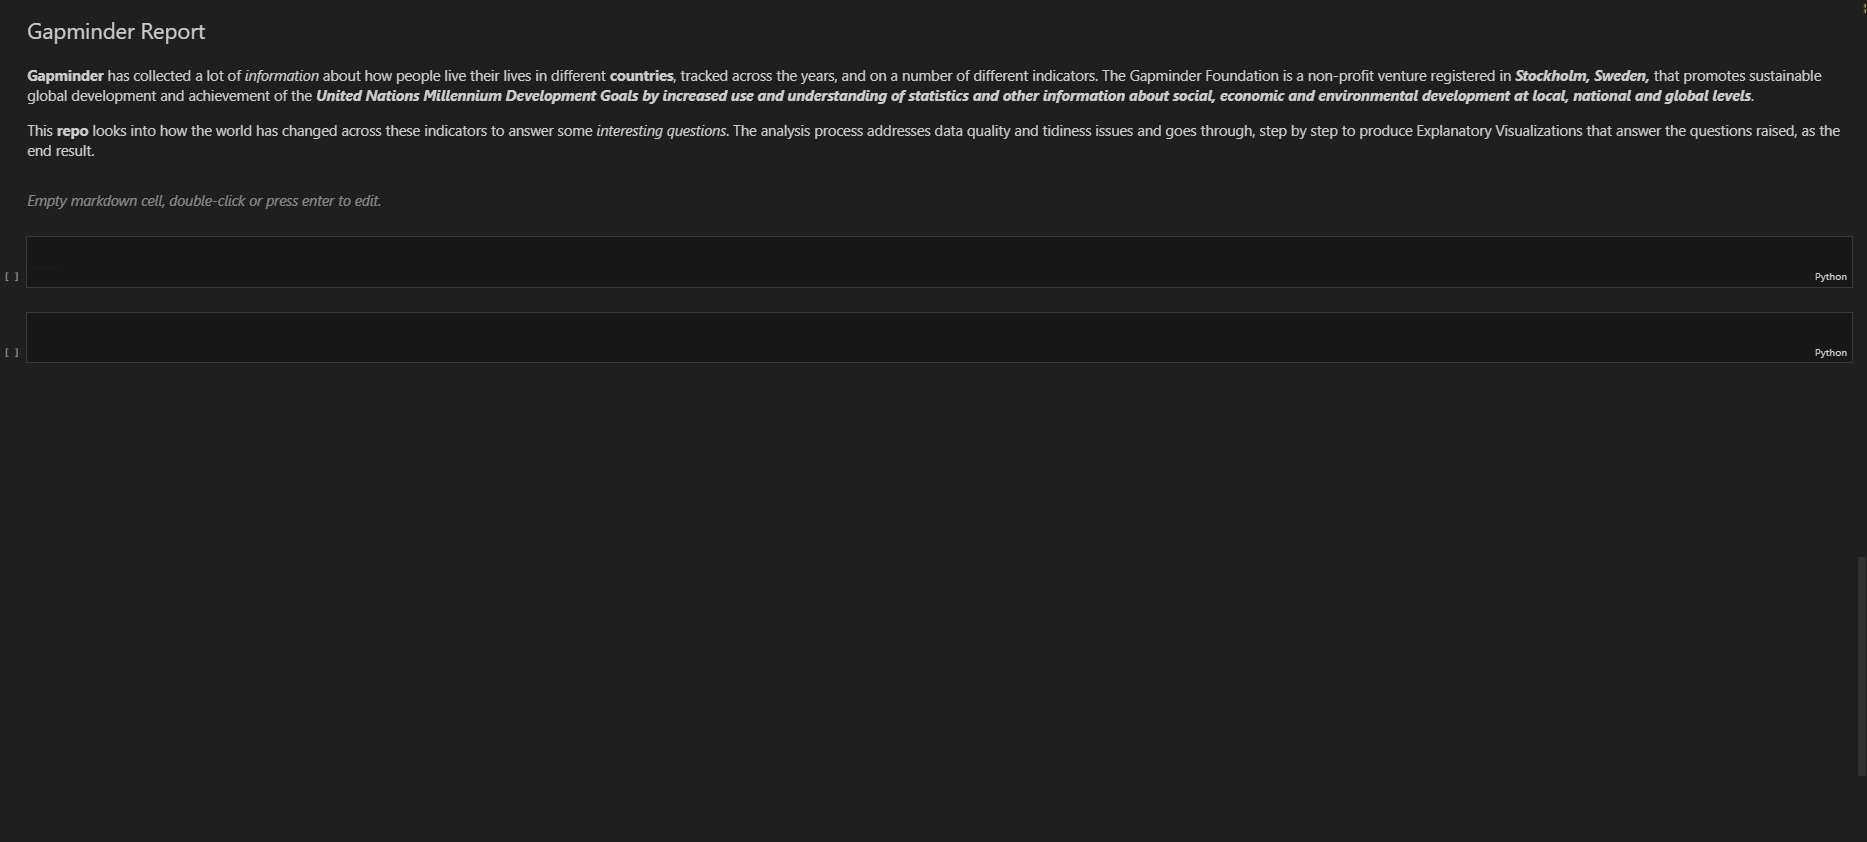 Gapminder Report
Gapminder has collected a lot of information about how people live their lives in different countries, tracked across the years, and on a number of different indicators. The Gapminder Foundation is a non-profit venture registered in Stockholm, Sweden, that promotes sustainable
global development and achievement of the United Nations Millennium Development Goals by increased use and understanding of statistics and other information about social, economic and environmental development at local, national and global levels.
This repo looks into how the world has changed across these indicators to answer some interesting questions. The analysis process addresses data quality and tidiness issues and goes through, step by step to produce Explanatory Visualizations that answer the questions raised, as the
end result.
Empty markdown cell, double-click or press enter to edit.
[ ]
Python
[ ]
Python